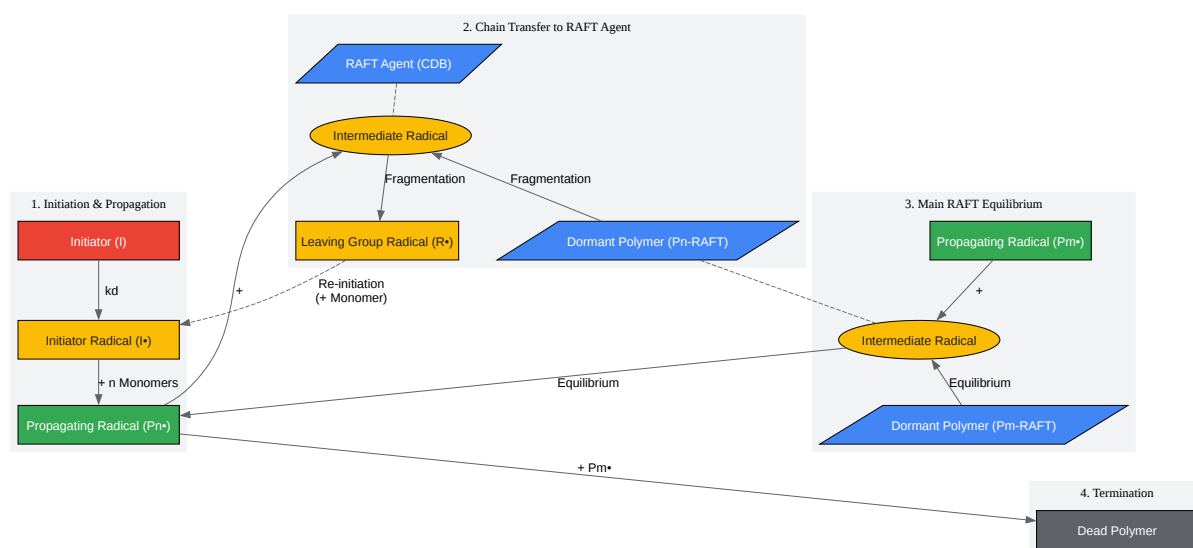 2. Chain Transfer to RAFT Agent
RAFT Agent (CDB)
Intermediate Radical
Fragmentation
Fragmentation
Leaving Group Radical (R•)
Dormant Polymer (Pn-RAFT)
Re-initiation
(+ Monomer)
1. Initiation & Propagation
Initiator (I)
kd
+
Initiator Radical (I•)
+ n Monomers
Propagating Radical (Pn•)
3. Main RAFT Equilibrium
Propagating Radical (Pm•)
+
Intermediate Radical
Equilibrium
Equilibrium
Dormant Polymer (Pm-RAFT)
+ Pm•
4. Termination
Dead Polymer